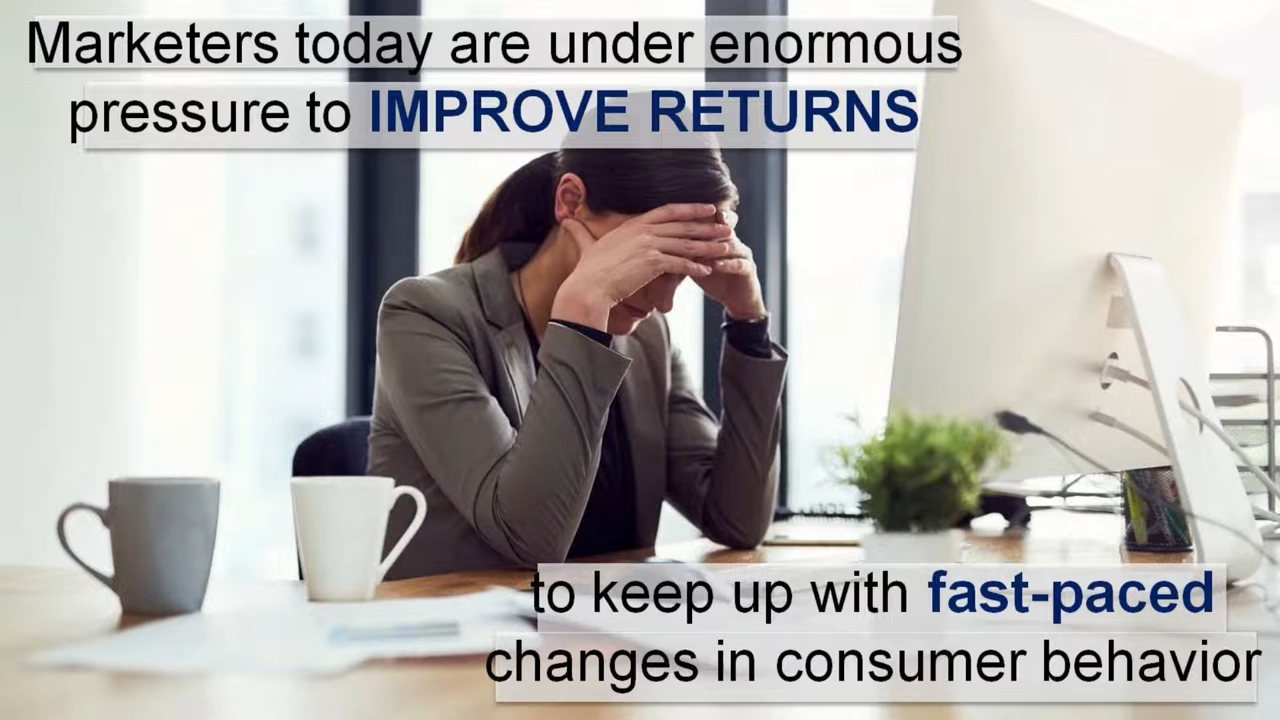 Marketers today are under enormous
pressure to IMPROVE RETURNS
to keep up with fast-paced
changes in consumer behavior